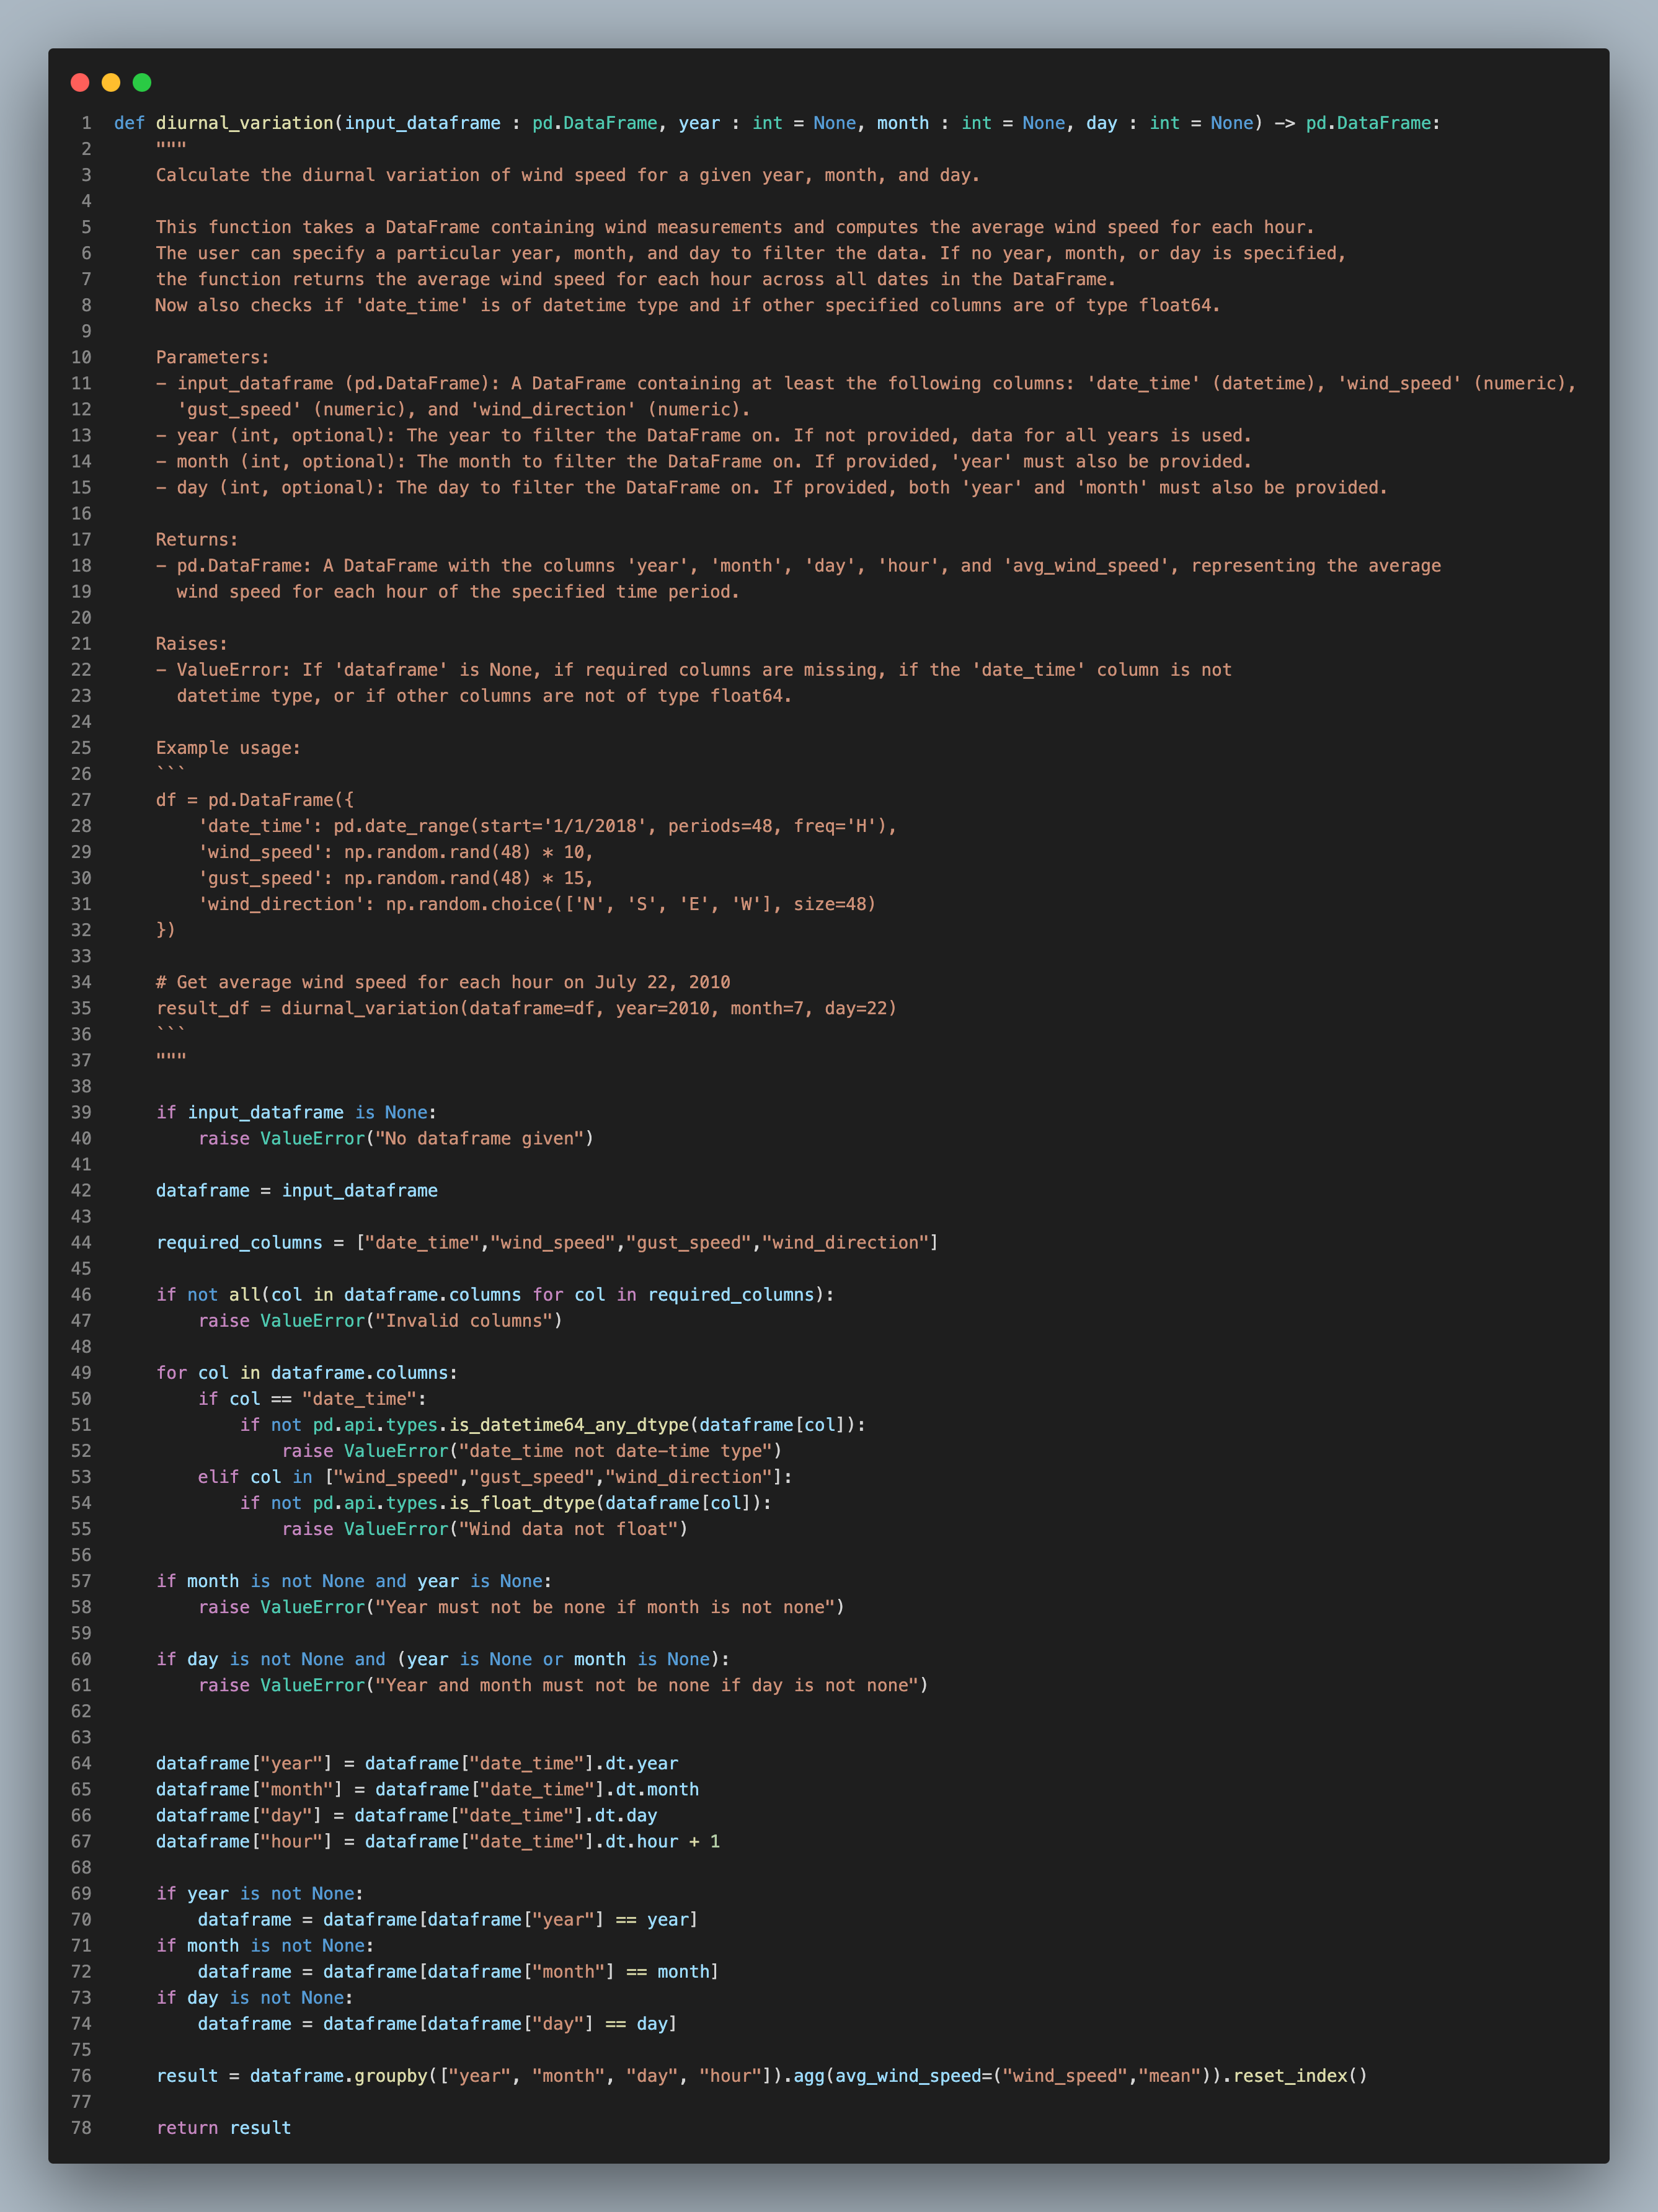 1 def diurnal_variation(input_dataframe : pd.DataFrame, year : int = None, month : int = None, day : int = None) -> pd.DataFrame:
2     """
3     Calculate the diurnal variation of wind speed for a given year, month, and day.
4
5     This function takes a DataFrame containing wind measurements and computes the average wind speed for each hour.
6     The user can specify a particular year, month, and day to filter the data. If no year, month, or day is specified,
7     the function returns the average wind speed for each hour across all dates in the DataFrame.
8     Now also checks if 'date_time' is of datetime type and if other specified columns are of type float64.
9
10     Parameters:
11     - input_dataframe (pd.DataFrame): A DataFrame containing at least the following columns: 'date_time' (datetime), 'wind_speed' (numeric),
12       'gust_speed' (numeric), and 'wind_direction' (numeric).
13     - year (int, optional): The year to filter the DataFrame on. If not provided, data for all years is used.
14     - month (int, optional): The month to filter the DataFrame on. If provided, 'year' must also be provided.
15     - day (int, optional): The day to filter the DataFrame on. If provided, both 'year' and 'month' must also be provided.
16
17     Returns:
18     - pd.DataFrame: A DataFrame with the columns 'year', 'month', 'day', 'hour', and 'avg_wind_speed', representing the average
19       wind speed for each hour of the specified time period.
20
21     Raises:
22     - ValueError: If 'dataframe' is None, if required columns are missing, if the 'date_time' column is not
23       datetime type, or if other columns are not of type float64.
24
25     Example usage:
26     ```
27     df = pd.DataFrame({
28         'date_time': pd.date_range(start='1/1/2018', periods=48, freq='H'),
29         'wind_speed': np.random.rand(48) * 10,
30         'gust_speed': np.random.rand(48) * 15,
31         'wind_direction': np.random.choice(['N', 'S', 'E', 'W'], size=48)
32     })
33
34     # Get average wind speed for each hour on July 22, 2010
35     result_df = diurnal_variation(dataframe=df, year=2010, month=7, day=22)
36     ```
37     """
38
39     if input_dataframe is None:
40         raise ValueError("No dataframe given")
41
42     dataframe = input_dataframe
43
44     required_columns = ["date_time","wind_speed","gust_speed","wind_direction"]
45
46     if not all(col in dataframe.columns for col in required_columns):
47         raise ValueError("Invalid columns")
48
49     for col in dataframe.columns:
50         if col == "date_time":
51             if not pd.api.types.is_datetime64_any_dtype(dataframe[col]):
52                 raise ValueError("date_time not date-time type")
53         elif col in ["wind_speed","gust_speed","wind_direction"]:
54             if not pd.api.types.is_float_dtype(dataframe[col]):
55                 raise ValueError("Wind data not float")
56
57     if month is not None and year is None:
58         raise ValueError("Year must not be none if month is not none")
59
60     if day is not None and (year is None or month is None):
61         raise ValueError("Year and month must not be none if day is not none")
62
63
64     dataframe["year"] = dataframe["date_time"].dt.year
65     dataframe["month"] = dataframe["date_time"].dt.month
66     dataframe["day"] = dataframe["date_time"].dt.day
67     dataframe["hour"] = dataframe["date_time"].dt.hour + 1
68
69     if year is not None:
70         dataframe = dataframe[dataframe["year"] == year]
71     if month is not None:
72         dataframe = dataframe[dataframe["month"] == month]
73     if day is not None:
74         dataframe = dataframe[dataframe["day"] == day]
75
76     result = dataframe.groupby(["year", "month", "day", "hour"]).agg(avg_wind_speed=("wind_speed","mean")).reset_index()
77
78     return result